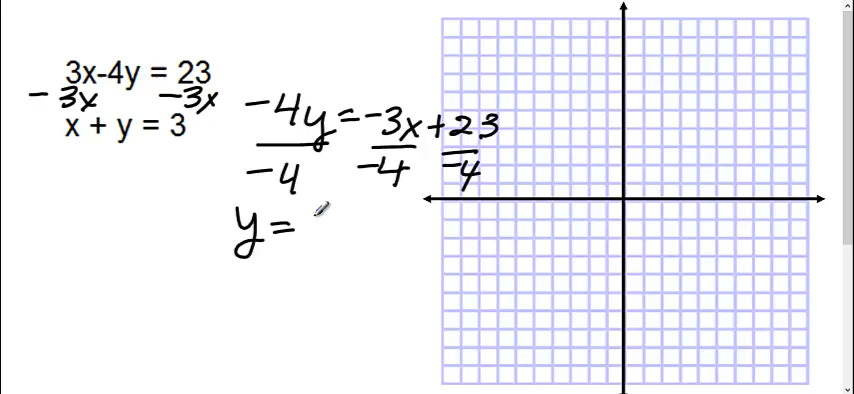 3x-4y = 23
- 3x -3x
x + y = 3
-4y = -3x + 23
-4 -4 -4
y =